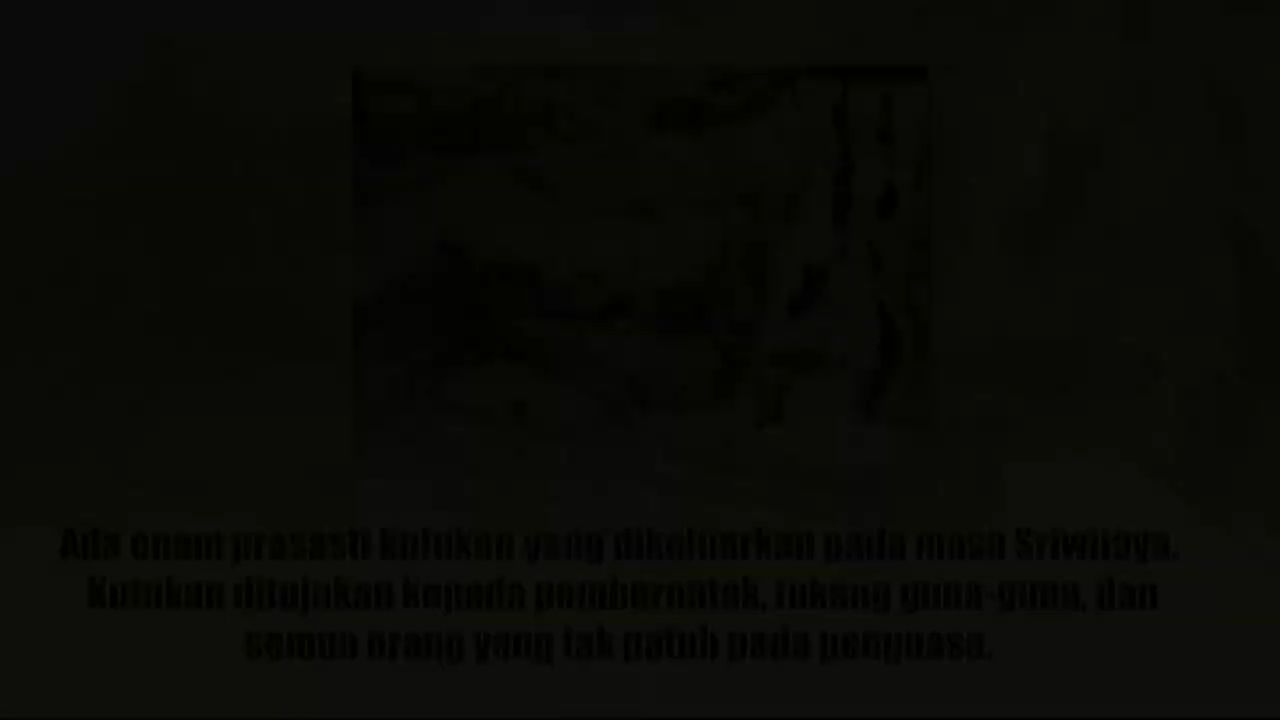 Ada enam prasasti kutukan yang dikeluarkan pada masa Sriwijaya.
Kutukan ditujukan kepada pemberontak, tukang guna-guna, dan
semua orang yang tak patuh pada penguasa.